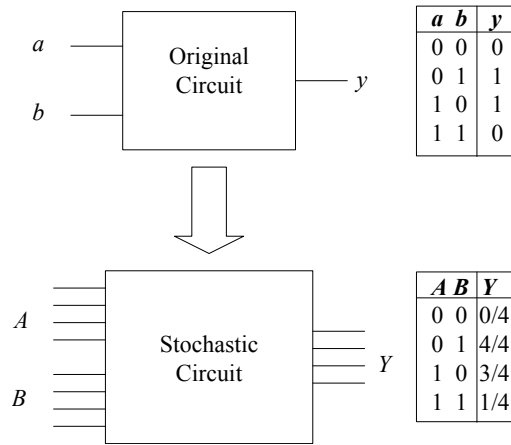 a
b
Original
Circuit
y
a b y
0 0 0
0 1 1
1 0 1
1 1 0
A
B
Stochastic
Circuit
Y
A B Y
0 0 0/4
0 1 4/4
1 0 3/4
1 1 1/4